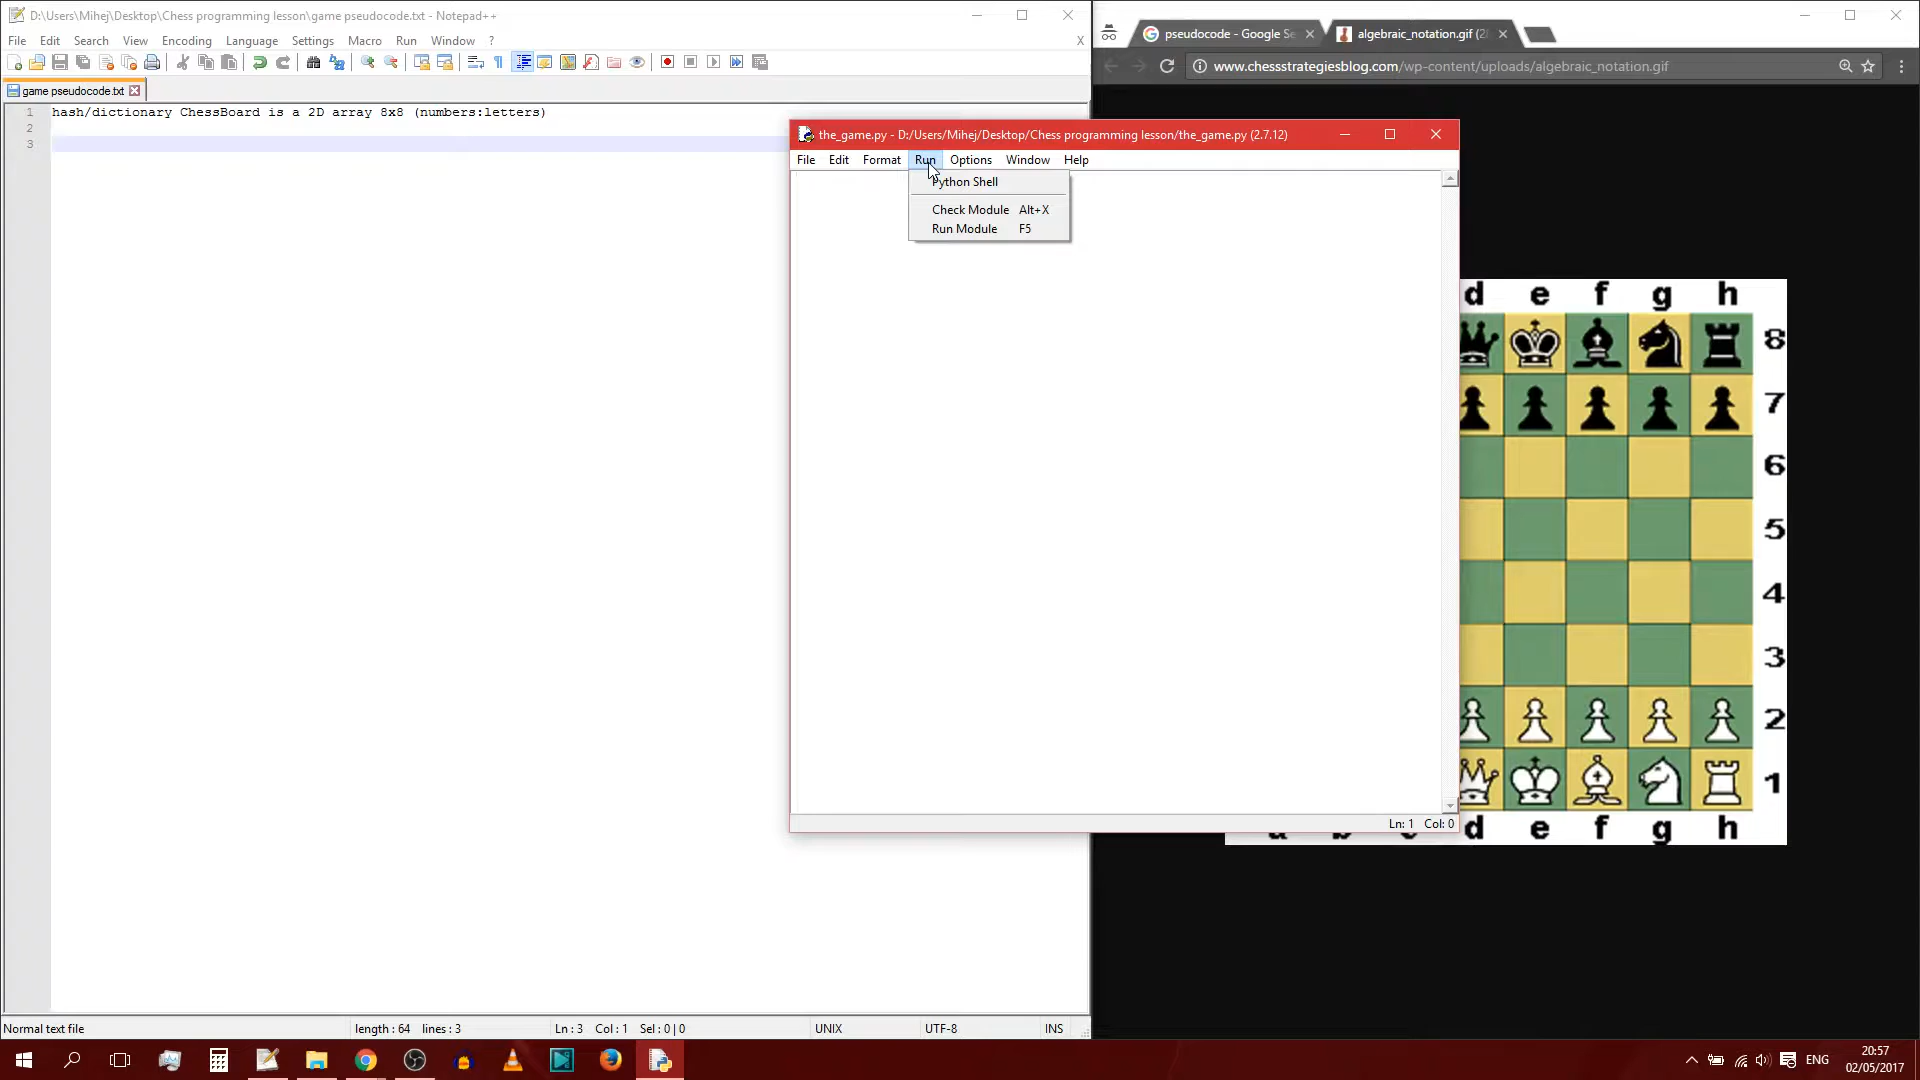 D:\Users\Mihej\Desktop\Chess programming lesson\game pseudocode.txt - Notepad++
File Edit Search View Encoding Language Settings Macro Run Window ? X
game pseudocode.txt
1 hash/dictionary ChessBoard is a 2D array 8x8 (numbers:letters)
2
3
Normal text file length : 64 lines : 3 Ln : 3 Col : 1 Sel : 0 | 0 UNIX UTF-8 INS
the_game.py - D:/Users/Mihej/Desktop/Chess programming lesson/the_game.py (2.7.12)
File Edit Format Run Options Window Help
Python Shell
Check Module Alt+X
Run Module F5
Ln: 1 Col: 0
pseudocode - Google Se
algebraic_notation.gif (2
www.chessstrategiesblog.com/wp-content/uploads/algebraic_notation.gif
d e f g h
8
7
6
5
4
3
2
1
d e f g h
ENG
20:57
02/05/2017